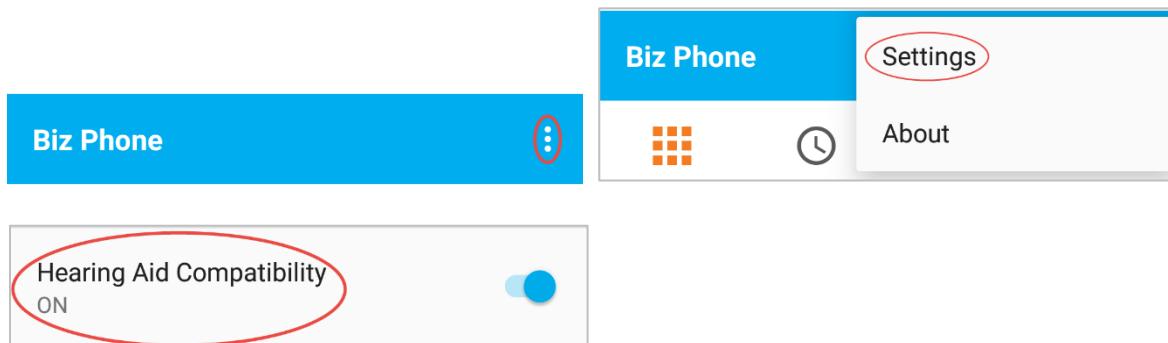 Biz Phone
Biz Phone
Settings
About
Hearing Aid Compatibility
ON